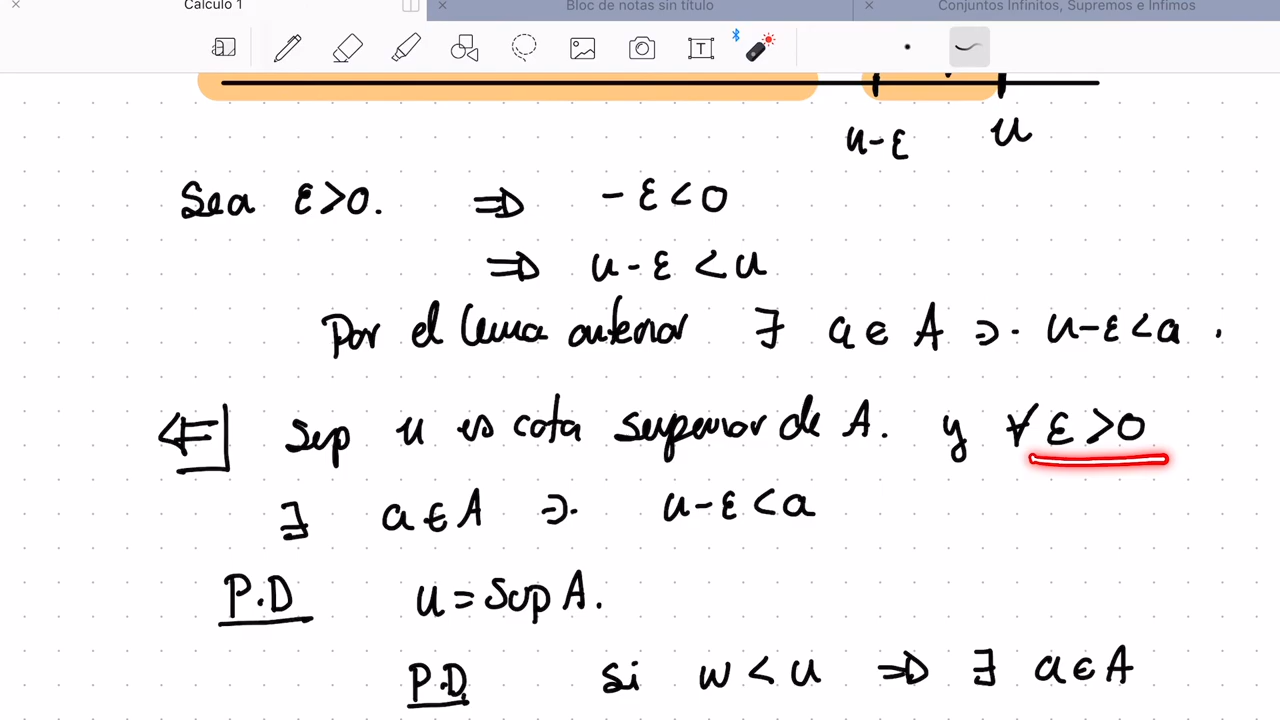 Calculo 1
Bloc de notas sin título
Conjuntos Infinitos, Supremos e Infimos
u-ε u
Sea ε>0. ⇒ -ε<0
⇒ u-ε<u
Por el lema anterior ∃ a∈A ∋· u-ε<a.
⇐| Sup u es cota superior de A. y ∀ ε>0
∃ a∈A ∋· u-ε<a
P.D u=Sup A.
P.D. Si w<u ⇒ ∃ a∈A